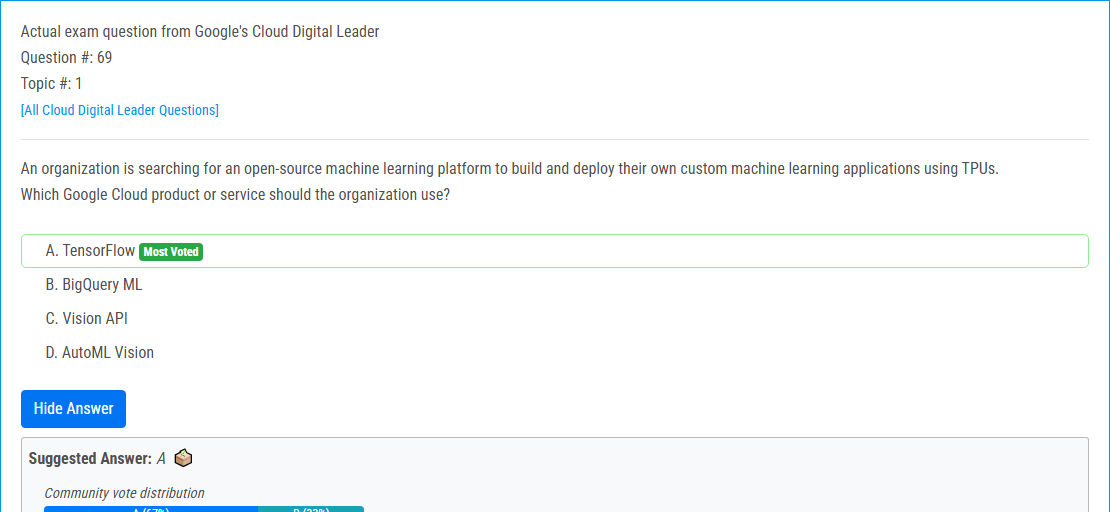 Actual exam question from Google's Cloud Digital Leader
Question #: 69
Topic #: 1
[All Cloud Digital Leader Questions]
An organization is searching for an open-source machine learning platform to build and deploy their own custom machine learning applications using TPUs.
Which Google Cloud product or service should the organization use?
A. TensorFlow Most Voted
B. BigQuery ML
C. Vision API
D. AutoML Vision
Hide Answer
Suggested Answer: A
Community vote distribution